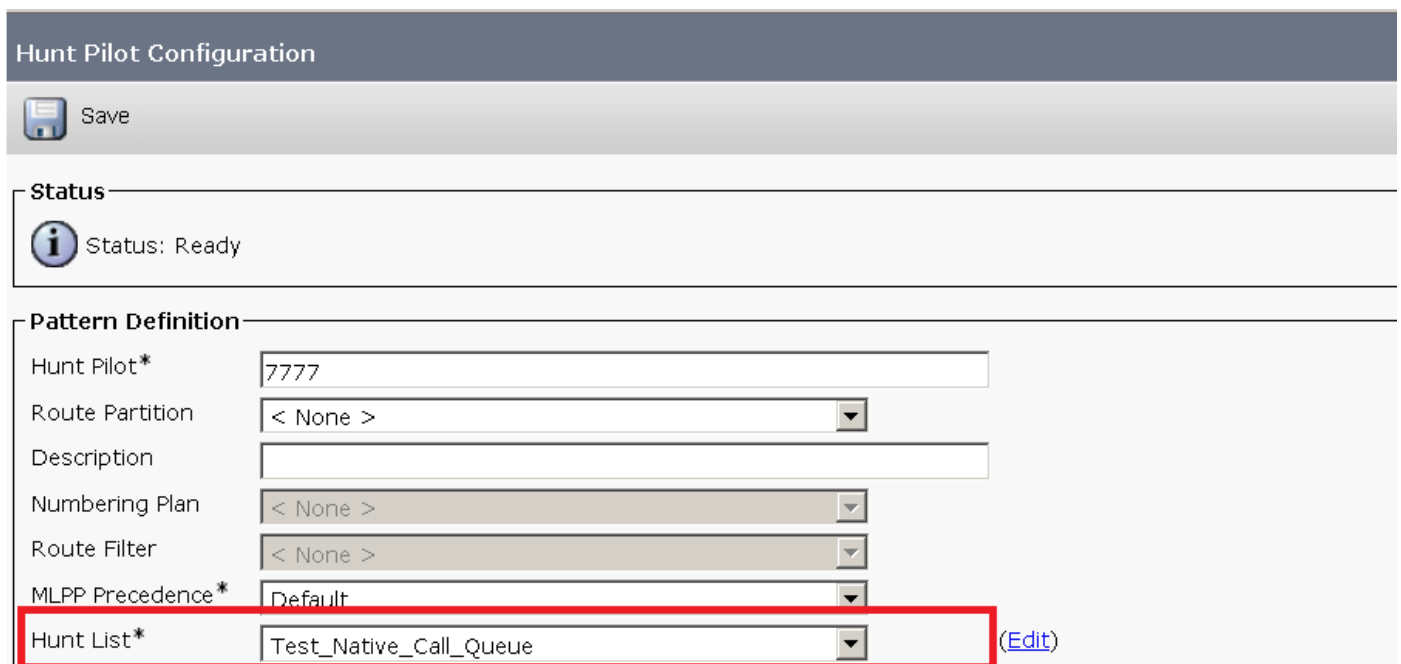 Hunt Pilot Configuration
Save
Status
i Status: Ready
Pattern Definition
Hunt Pilot* 7777
Route Partition < None >
Description
Numbering Plan < None >
Route Filter < None >
MLPP Precedence* Default
Hunt List* Test_Native_Call_Queue (Edit)